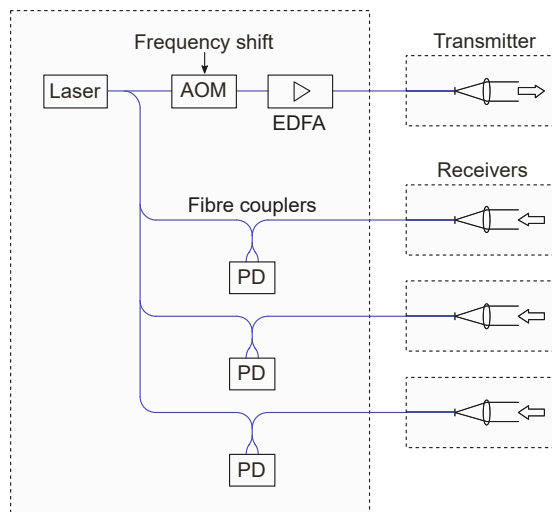 Frequency shift
Transmitter
Laser
AOM
EDFA
Receivers
Fibre couplers
PD
PD
PD